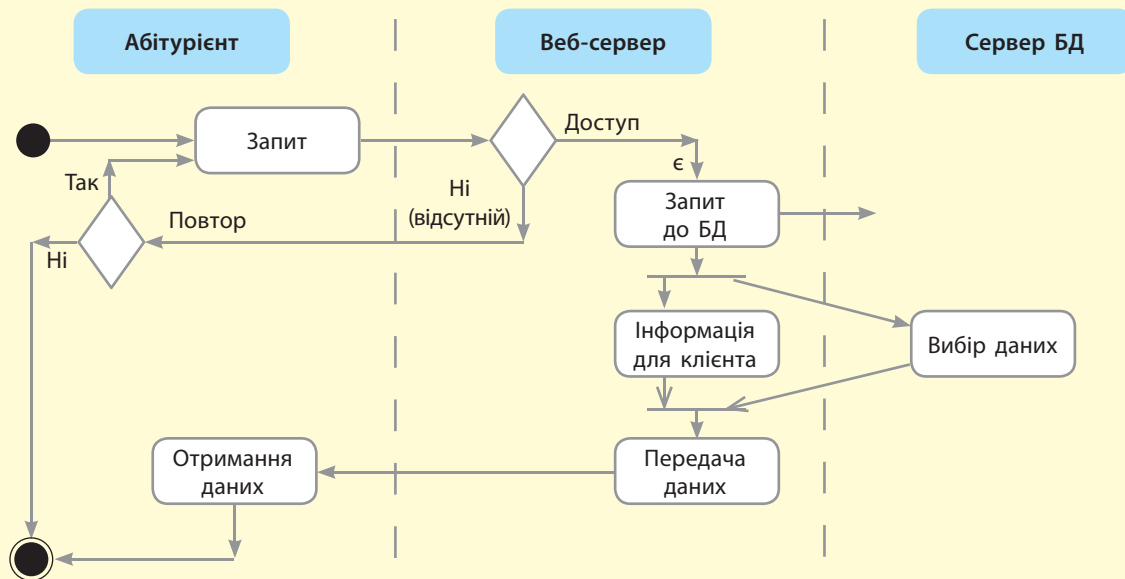 Абітурієнт
Веб-сервер
Сервер БД
Запит
Доступ
є
Так
Ні
(відсутній)
Повтор
Ні
Запит
до БД
Інформація
для клієнта
Вибір даних
Отримання
даних
Передача
даних